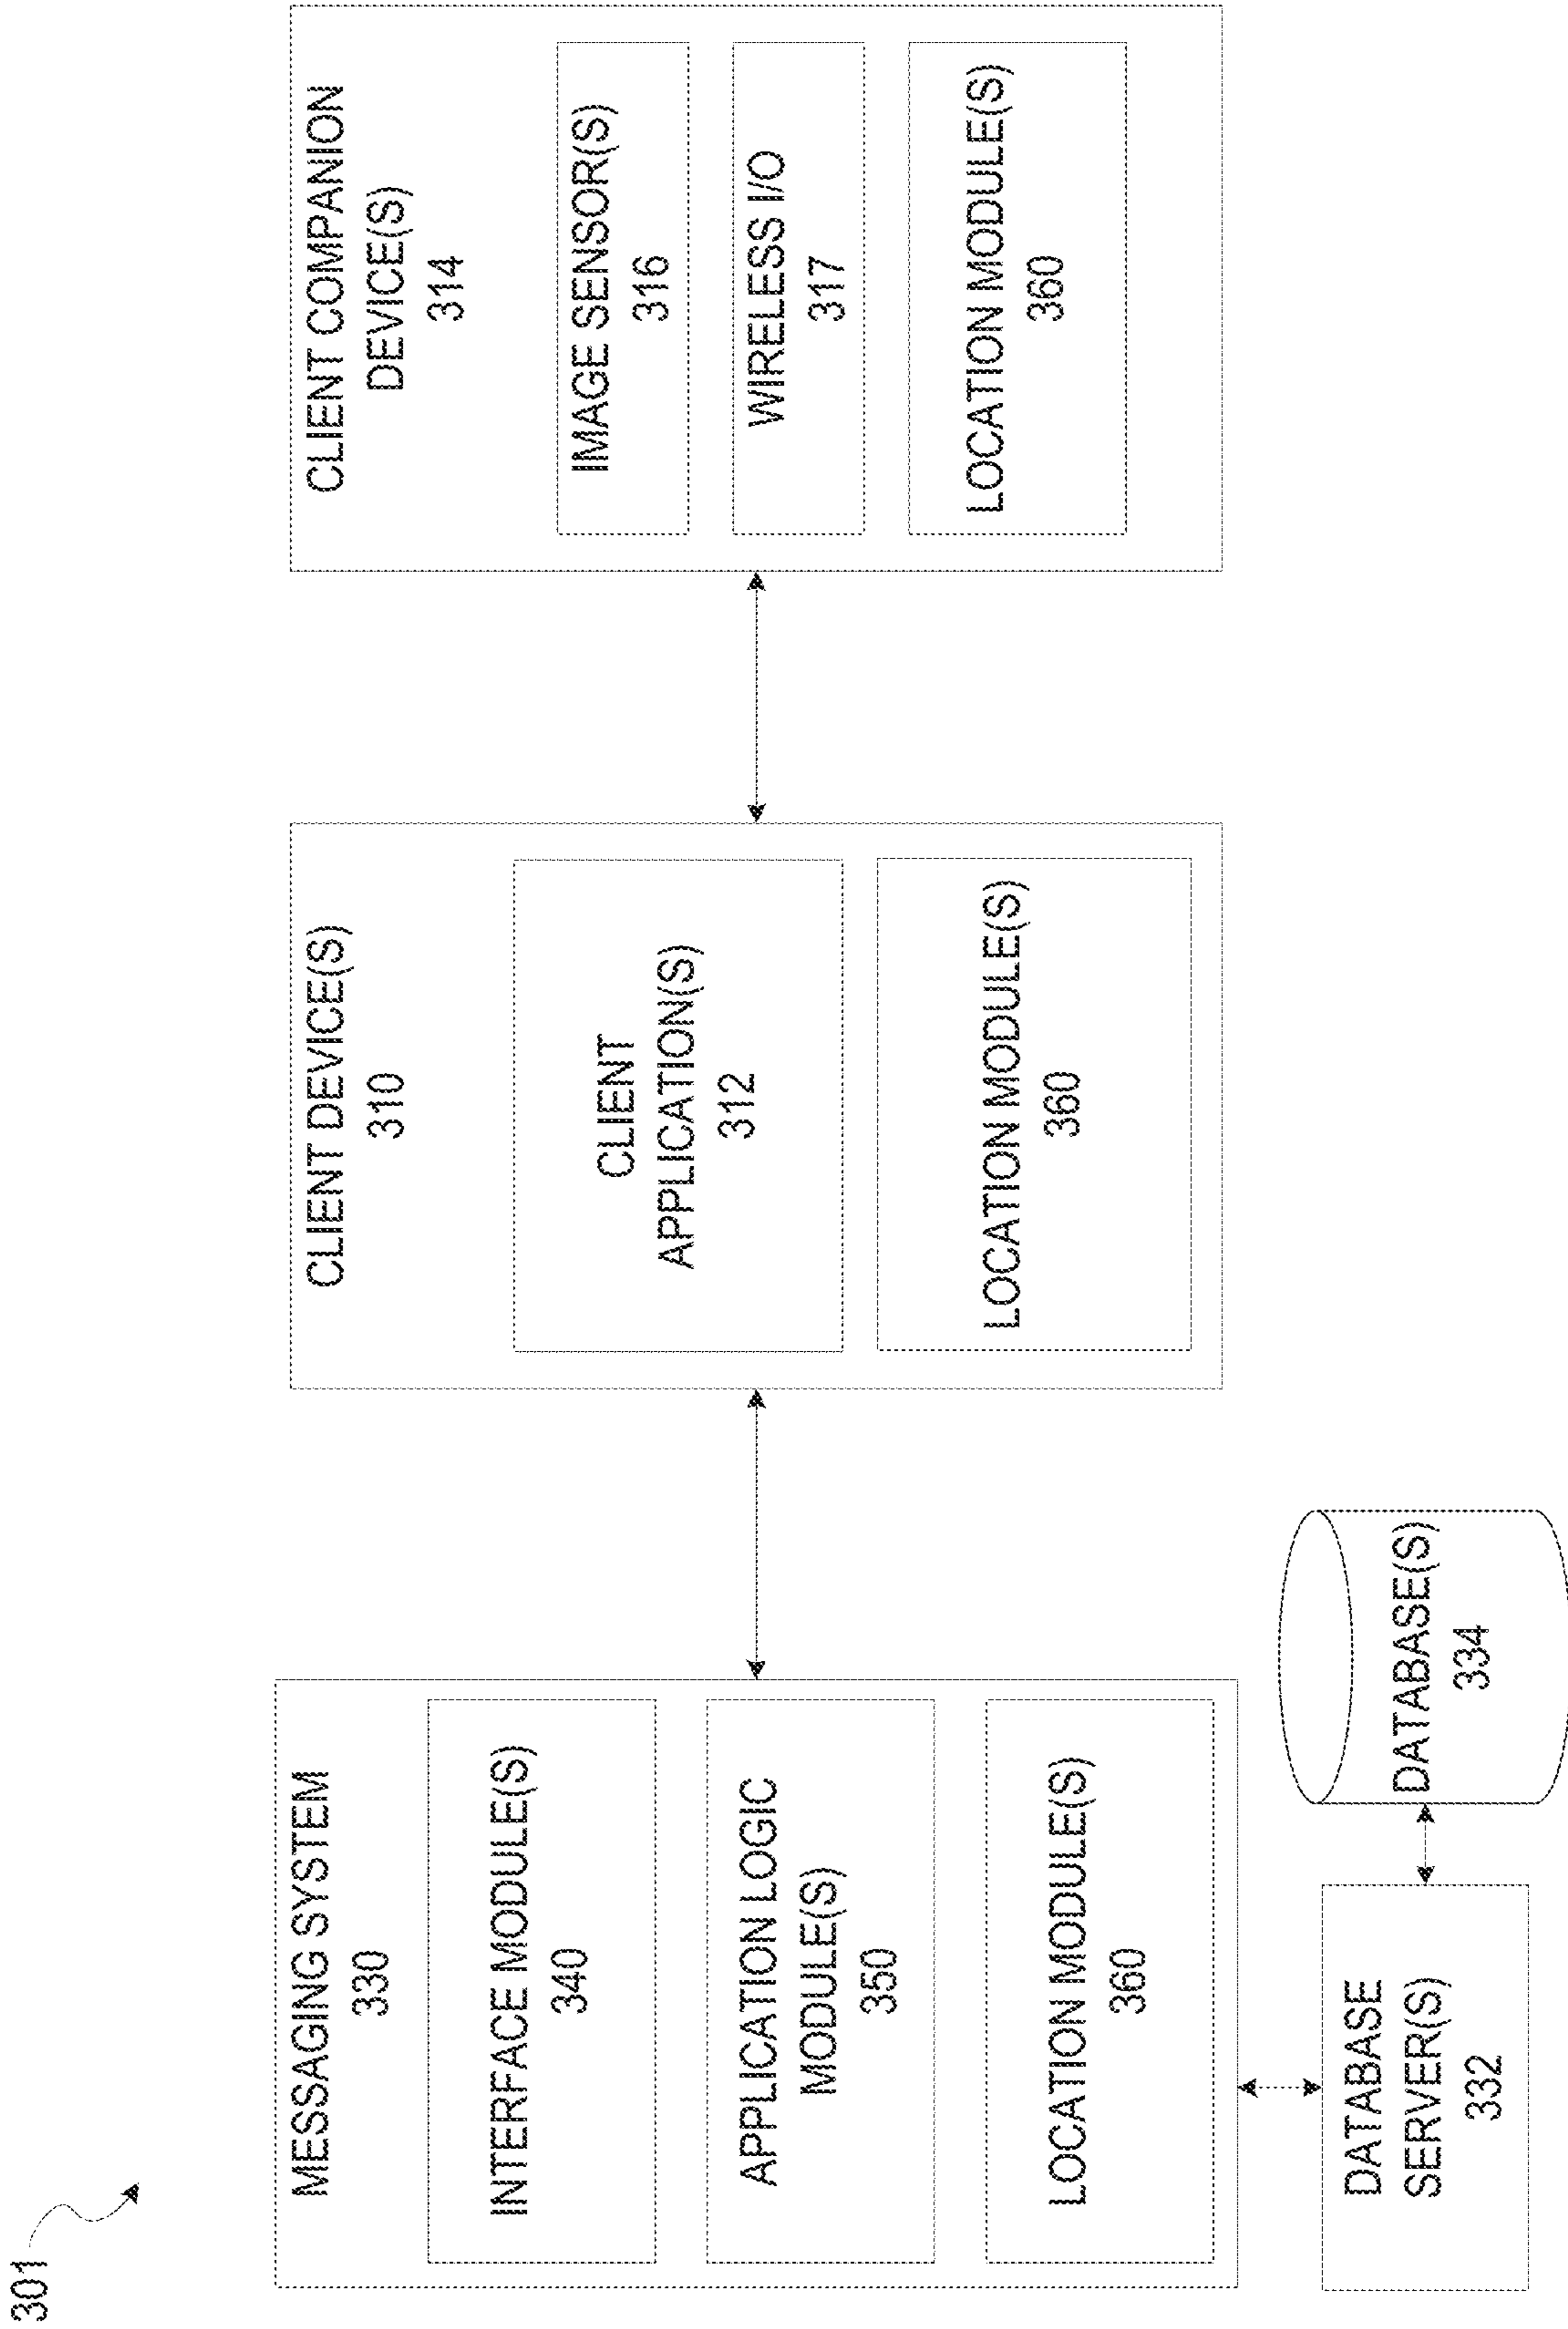 301
MESSAGING SYSTEM
330
INTERFACE MODULE(S)
340
APPLICATION LOGIC
MODULE(S)
350
LOCATION MODULE(S)
360
DATABASE
SERVER(S)
332
DATABASE(S)
334
CLIENT DEVICE(S)
310
CLIENT
APPLICATION(S)
312
LOCATION MODULE(S)
360
CLIENT COMPANION
DEVICE(S)
314
IMAGE SENSOR(S)
316
WIRELESS I/O
317
LOCATION MODULE(S)
360